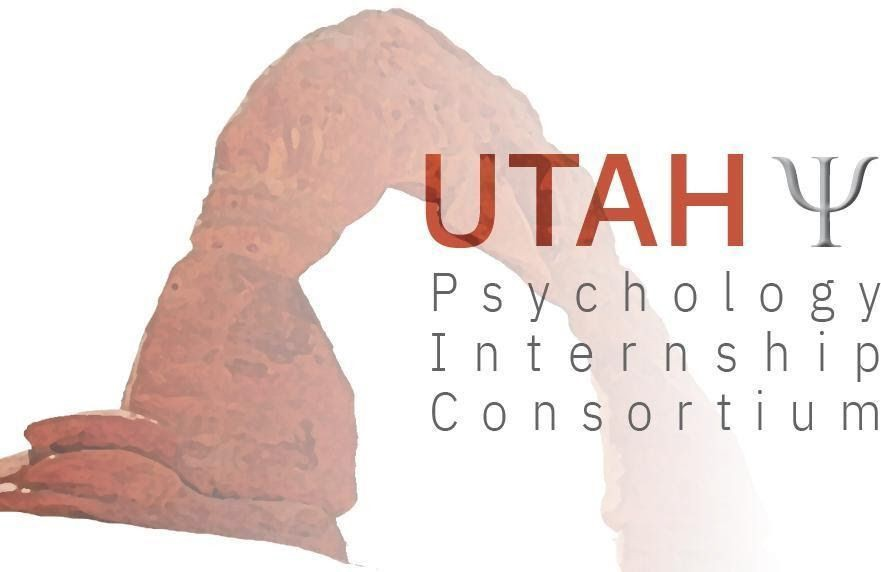 UTAH Ψ
Psychology
Internship
Consortium